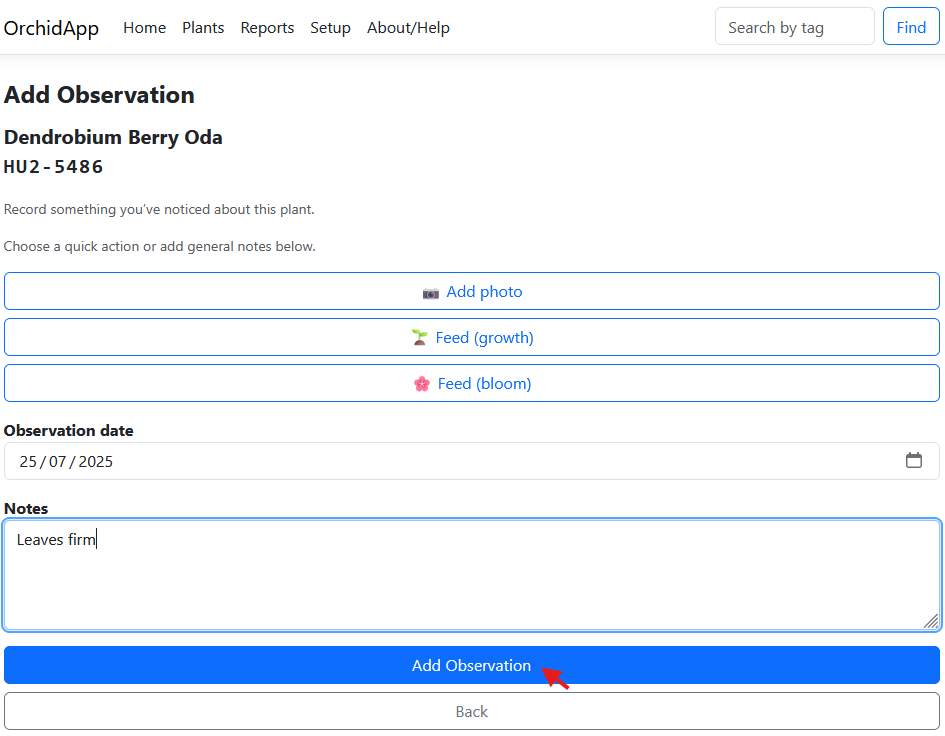 OrchidApp Home Plants Reports Setup About/Help Search by tag Find
Add Observation
Dendrobium Berry Oda
HU2-5486
Record something you've noticed about this plant.
Choose a quick action or add general notes below.
Add photo
Feed (growth)
Feed (bloom)
Observation date
25/07/2025
Notes
Leaves firm
Add Observation
Back